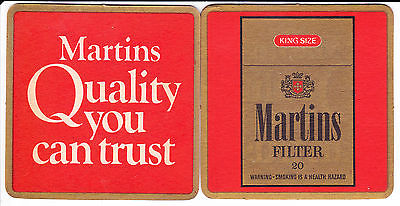 Martins
Quality
you
can trust
KING SIZE
Martins
FILTER
20
WARNING-SMOKING IS A HEALTH HAZARD